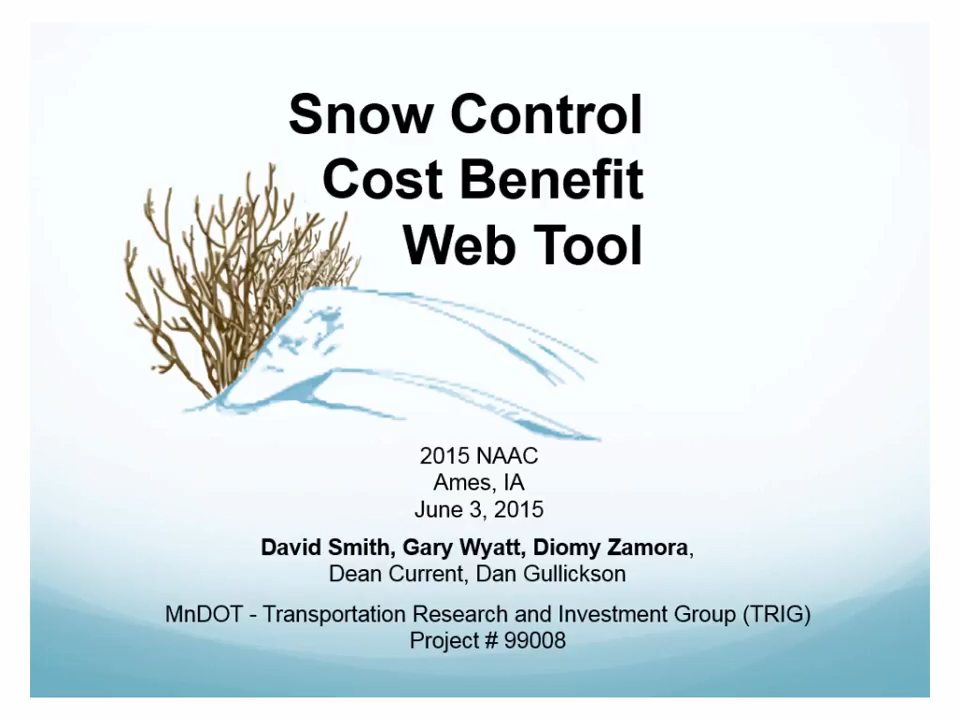 Snow Control
Cost Benefit
Web Tool
2015 NAAC
Ames, IA
June 3, 2015
David Smith, Gary Wyatt, Diomy Zamora,
Dean Current, Dan Gullickson
MnDOT - Transportation Research and Investment Group (TRIG)
Project # 99008